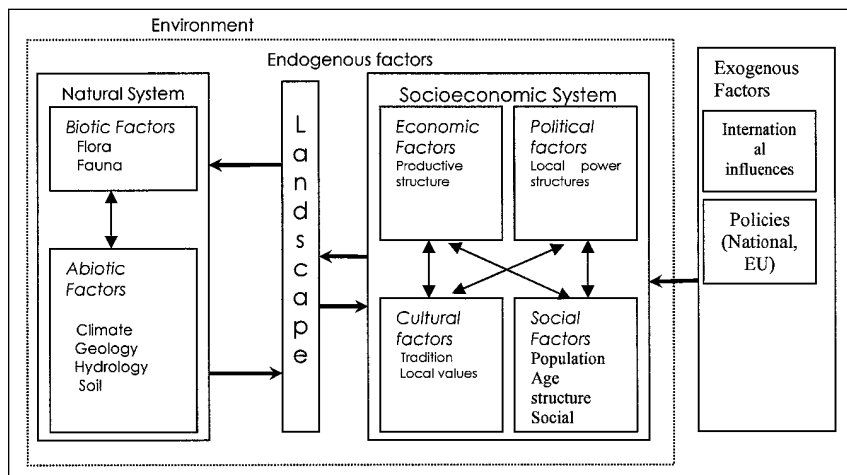 Environment
Endogenous factors
Natural System
Biotic Factors
Flora
Fauna
Abiotic
Factors
Climate
Geology
Hydrology
Soil
Landscape
Socioeconomic System
Economic
Factors
Productive
structure
Political
factors
Local power
structures
Cultural
factors
Tradition
Local values
Social
Factors
Population
Age
structure
Social
Exogenous
Factors
Internation
al
influences
Policies
(National,
EU)